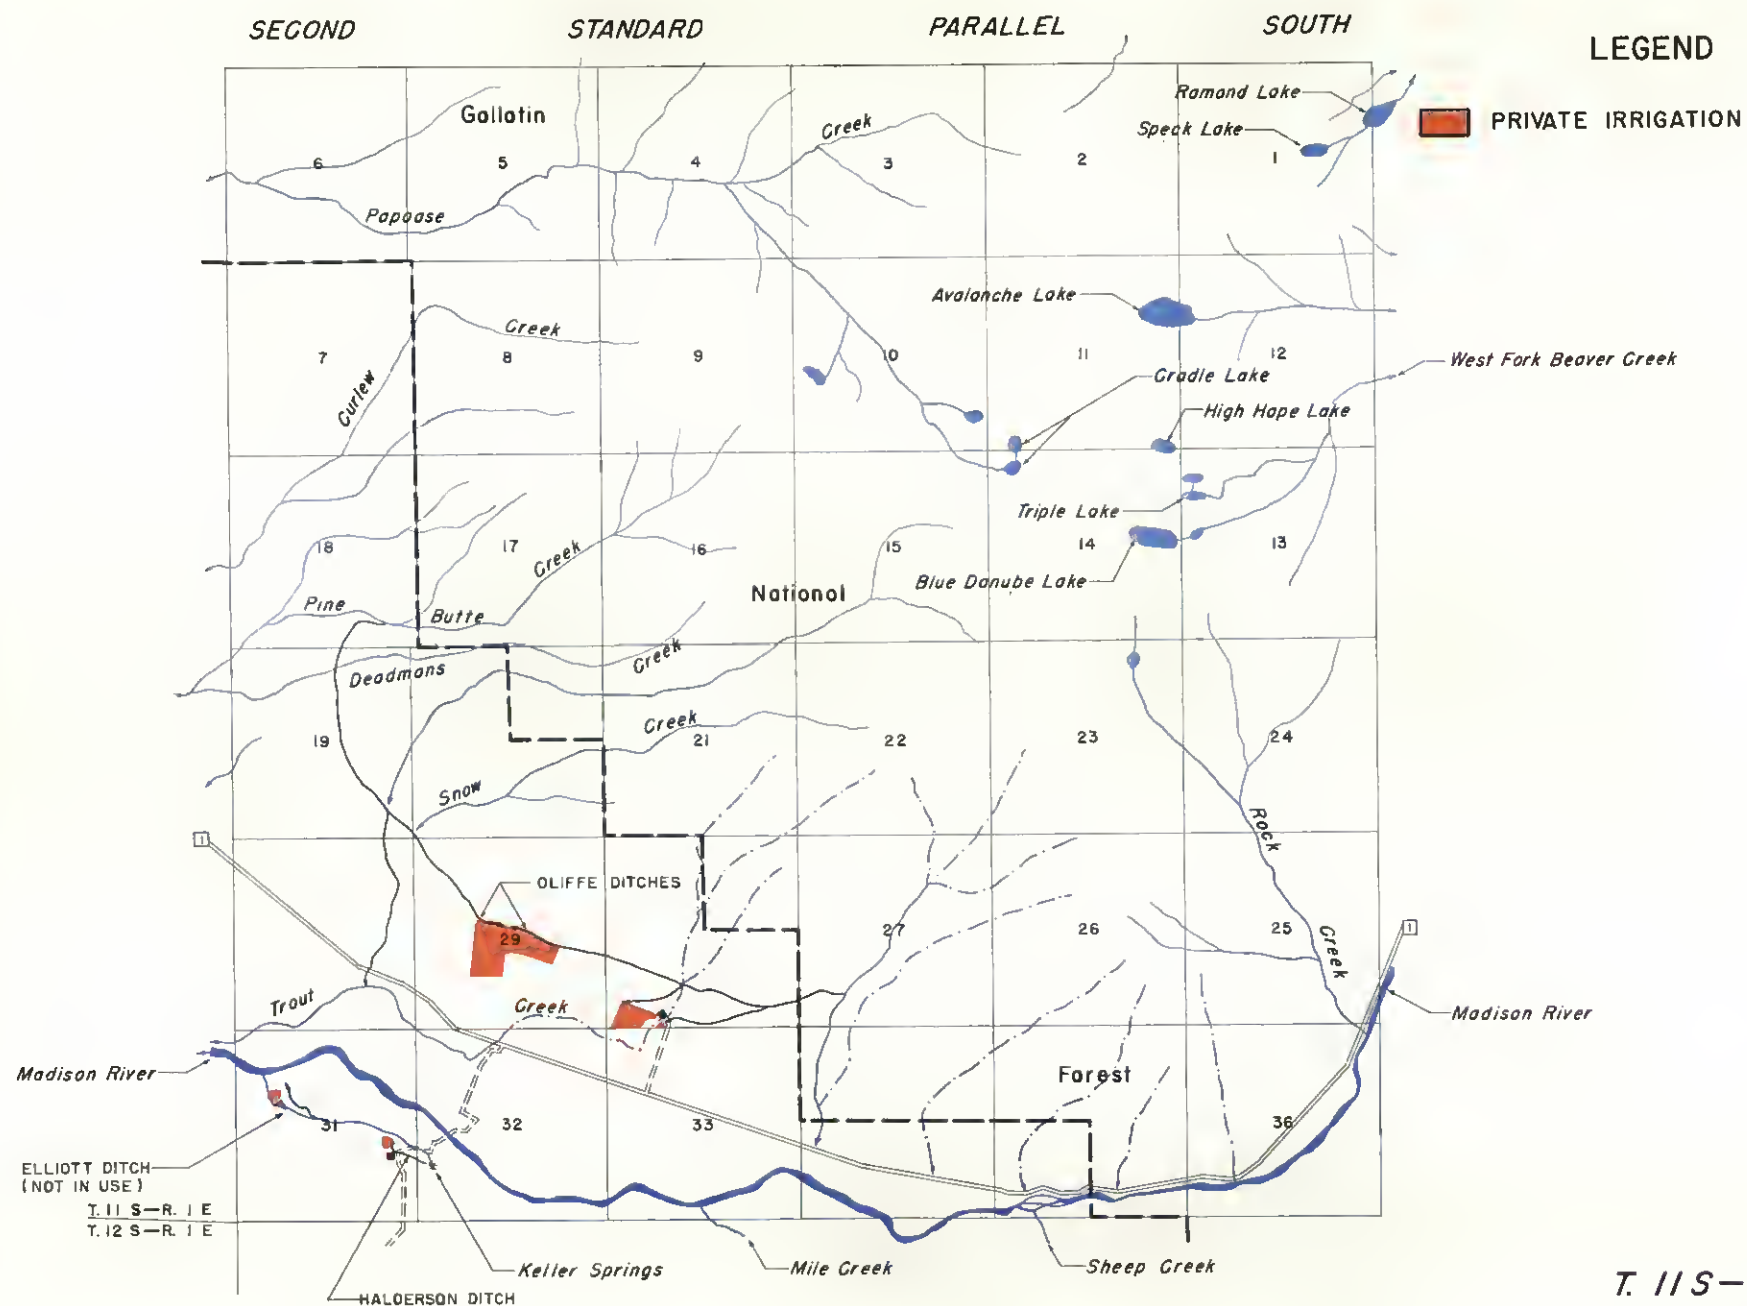 SECOND STANDARD PARALLEL SOUTH
LEGEND
PRIVATE IRRIGATION
Ramond Lake
Speck Lake
Gallatin
Creek
6 5 4 3 2 1
Papoose
Avalanche Lake
Creek
7 8 9 10 11 12
West Fork Beaver Creek
Cradle Lake
Curlew
High Hope Lake
Triple Lake
18 17 16 15 14 13
Creek
Blue Danube Lake
National
Pine Butte
Creek
Deadmans
Creek
19 21 22 23 24
Snow
Rock
1
OLIFFE DITCHES
29 27 26 25
Creek
1
Trout
Creek
Madison River
Madison River
Forest
31 32 33 36
ELLIOTT DITCH
(NOT IN USE)
T. 11 S—R. 1 E
T. 12 S—R. 1 E
Keller Springs
Mile Creek
Sheep Creek
HALDERSON DITCH
T. 11 S—